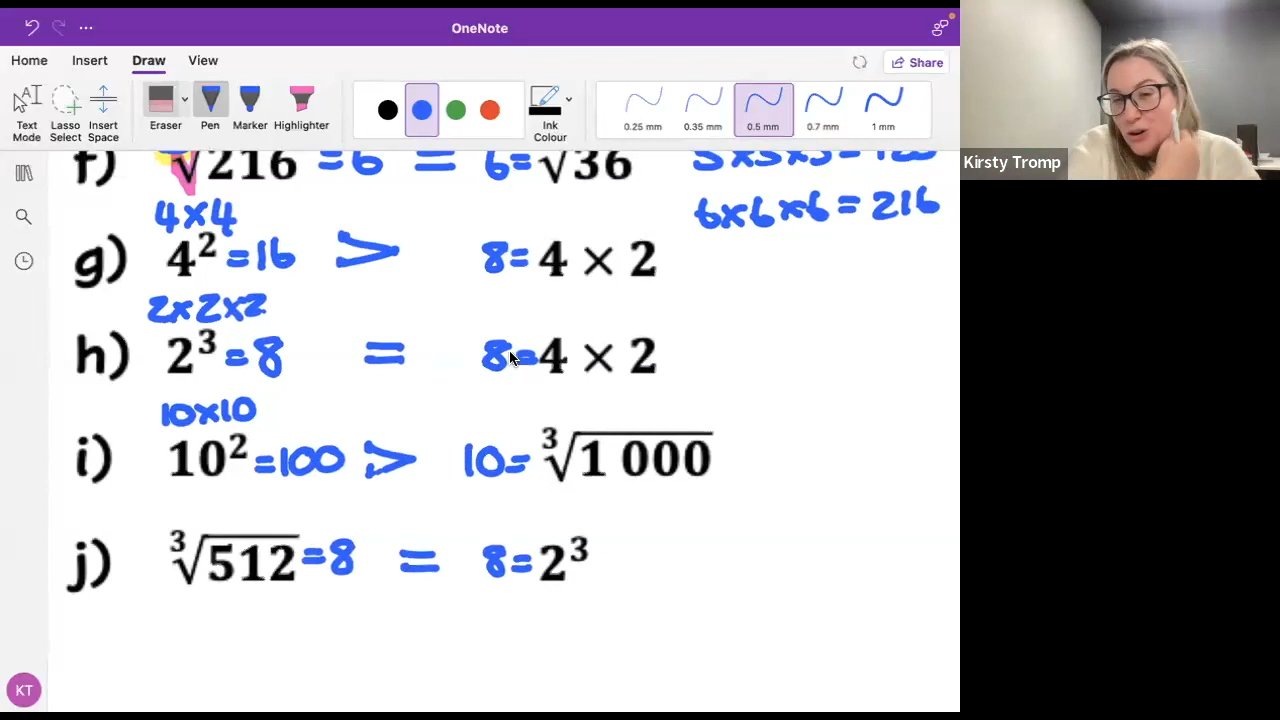 OneNote
Home Insert Draw View
Share
Text Mode
Lasso Select
Insert Space
Eraser
Pen
Marker
Highlighter
Ink Colour
0.25 mm
0.35 mm
0.5 mm
0.7 mm
1 mm
Kirsty Tromp
f) √216 = 6 = 6 = √36
6×6×6 = 216
4×4
g) 4² = 16 > 8 = 4 × 2
2×2×2
h) 2³ = 8 = 8 = 4 × 2
10×10
i) 10² = 100 > 10 = ³√1 000
j) ³√512 = 8 = 8 = 2³
KT